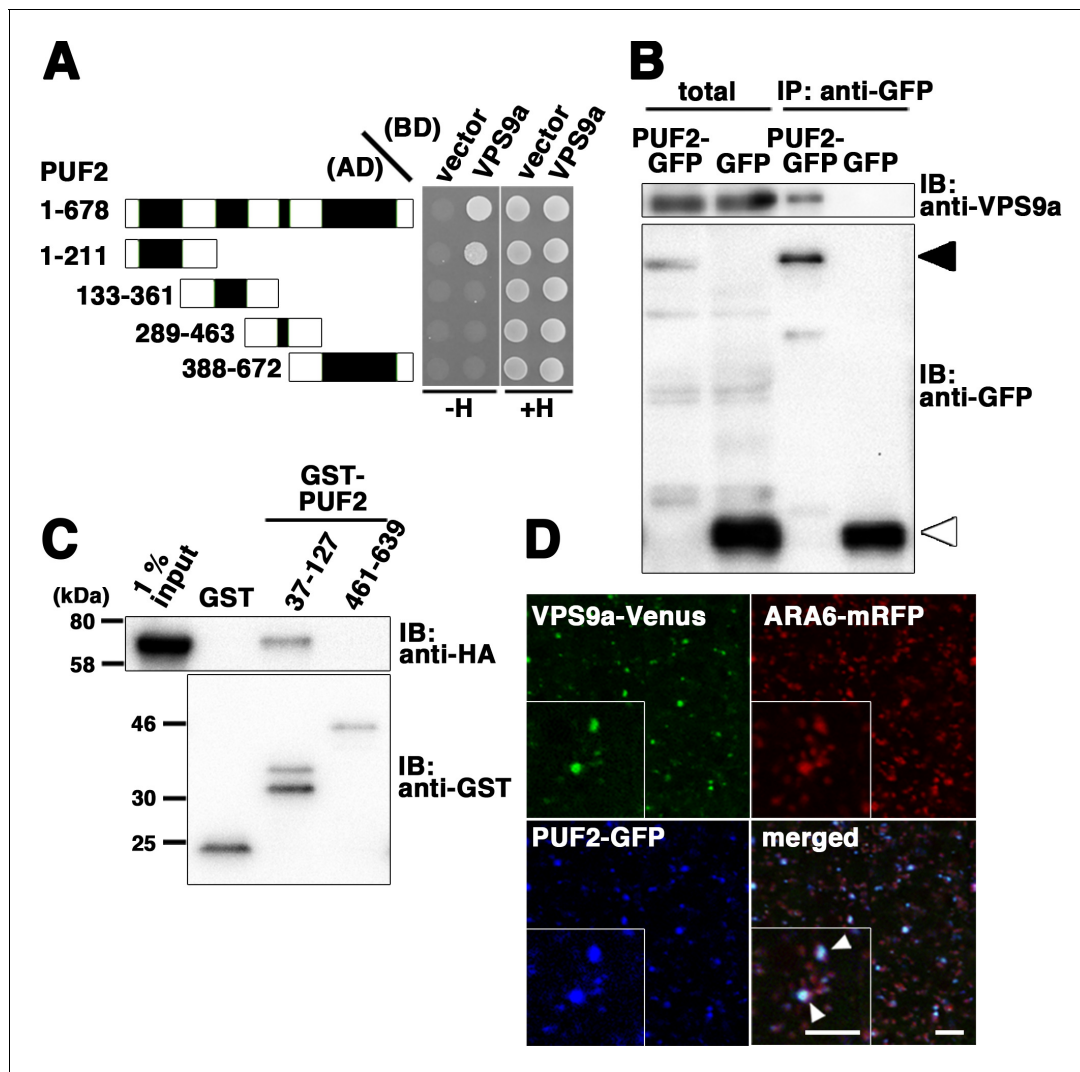 A
(BD)
(AD)
vector
VPS9a
vector
VPS9a
PUF2
1-678
1-211
133-361
289-463
388-672
-H
+H
B
total
IP: anti-GFP
PUF2-
GFP
GFP
PUF2-
GFP
GFP
IB:
anti-VPS9a
IB:
anti-GFP
C
GST-
PUF2
1 %
input
GST
37-127
461-639
(kDa)
80
58
IB:
anti-HA
46
30
25
IB:
anti-GST
D
VPS9a-Venus
ARA6-mRFP
PUF2-GFP
merged